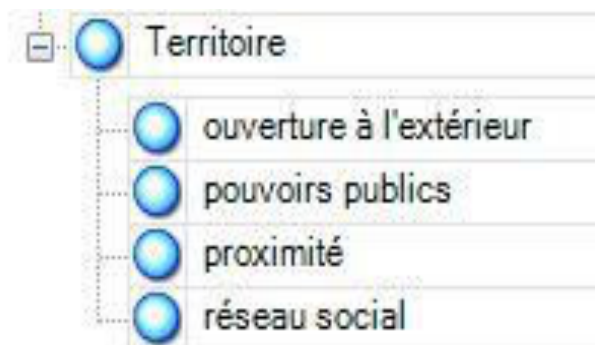 Territoire
ouverture à l'extérieur
pouvoirs publics
proximité
réseau social